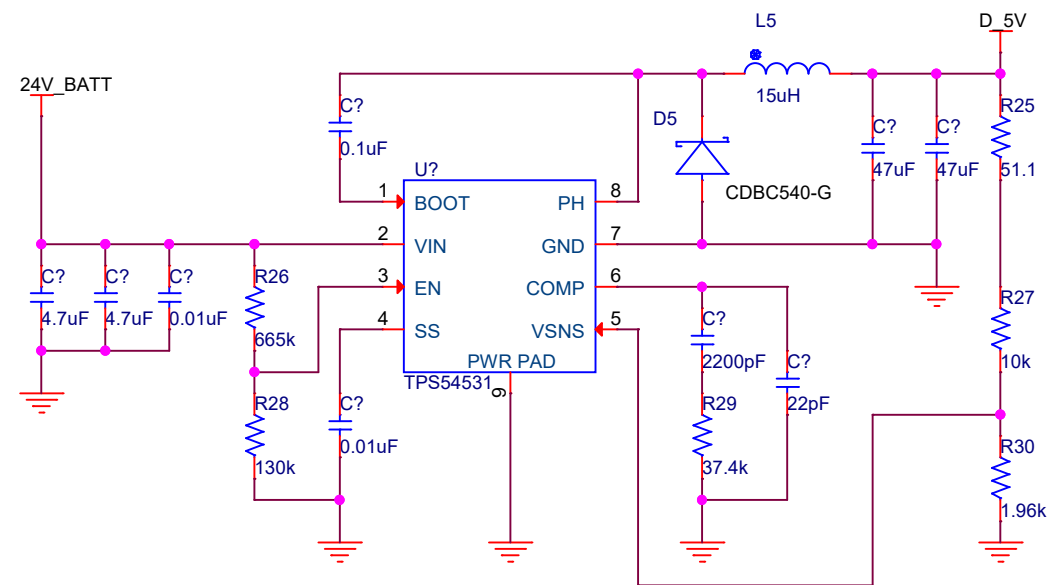 L5
D_5V
24V_BATT
15uH
C?
0.1uF
D5
CDBC540-G
C?
47uF
C?
47uF
R25
51.1
U?
1
BOOT
PH
8
2
VIN
GND
7
3
EN
COMP
6
4
SS
VSNS
5
PWR PAD
TPS54531
9
C?
4.7uF
C?
4.7uF
C?
0.01uF
R26
665k
R28
130k
C?
0.01uF
C?
2200pF
C?
22pF
R29
37.4k
R27
10k
R30
1.96k